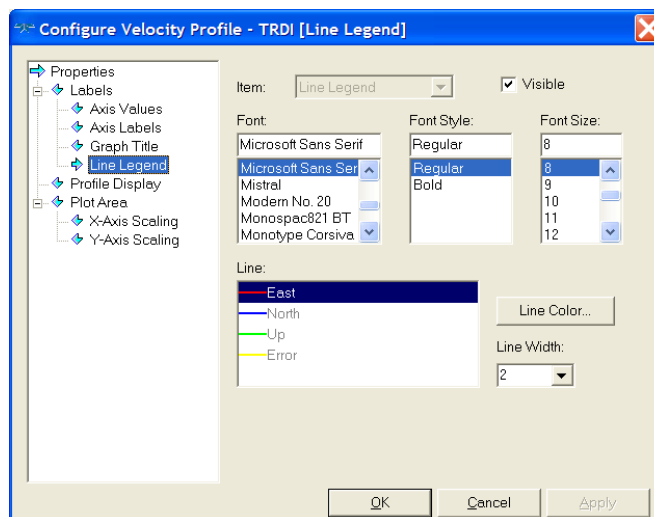 Configure Velocity Profile - TRDI [Line Legend]
Properties
Labels
Axis Values
Axis Labels
Graph Title
Line Legend
Profile Display
Plot Area
X-Axis Scaling
Y-Axis Scaling
Item: Line Legend Visible
Font: Font Style: Font Size:
Microsoft Sans Serif Regular 8
Microsoft Sans Ser Regular 8
Mistral Bold 9
Modern No. 20 10
Monospac821 BT 11
Monotype Corsiva 12
Line:
East
North
Up
Error
Line Color...
Line Width:
2
OK Cancel Apply